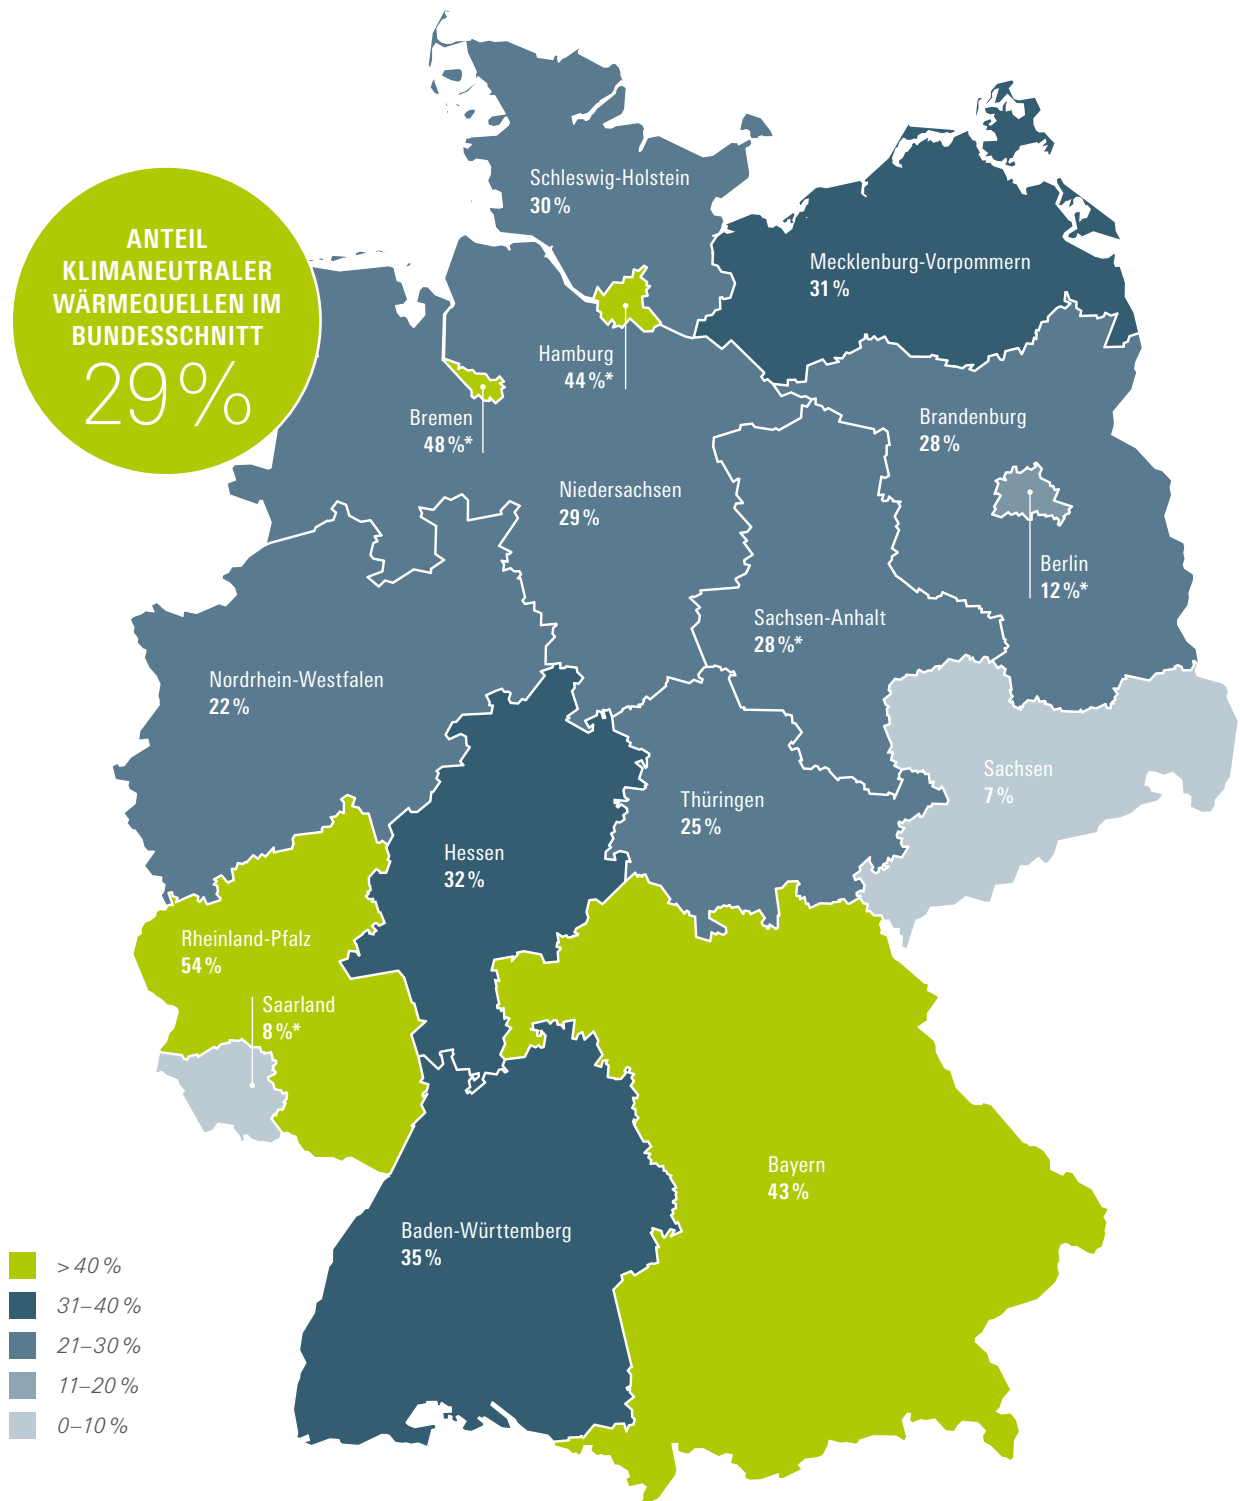 ANTEIL
KLIMANEUTRALER
WÄRMEQUELLEN IM
BUNDESSCHNITT
29%
Schleswig-Holstein
30 %
Mecklenburg-Vorpommern
31 %
Hamburg
44 %*
Bremen
48 %*
Brandenburg
28 %
Niedersachsen
29 %
Berlin
12 %*
Sachsen-Anhalt
28 %*
Nordrhein-Westfalen
22 %
Sachsen
7 %
Thüringen
25 %
Hessen
32 %
Rheinland-Pfalz
54 %
Saarland
8 %*
Bayern
43 %
Baden-Württemberg
35 %
> 40 %
31–40 %
21–30 %
11–20 %
0–10 %